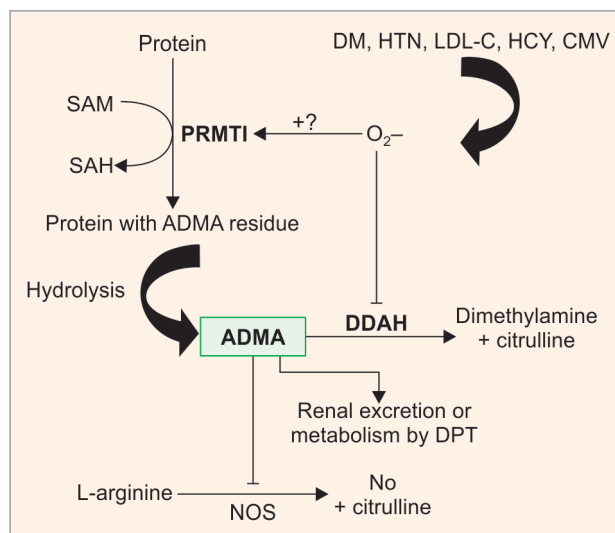 Protein
DM, HTN, LDL-C, HCY, CMV
SAM
+?
PRMTI
O₂–
SAH
Protein with ADMA residue
Hydrolysis
ADMA
DDAH
Dimethylamine
+ citrulline
Renal excretion or
metabolism by DPT
L-arginine
NOS
No
+ citrulline